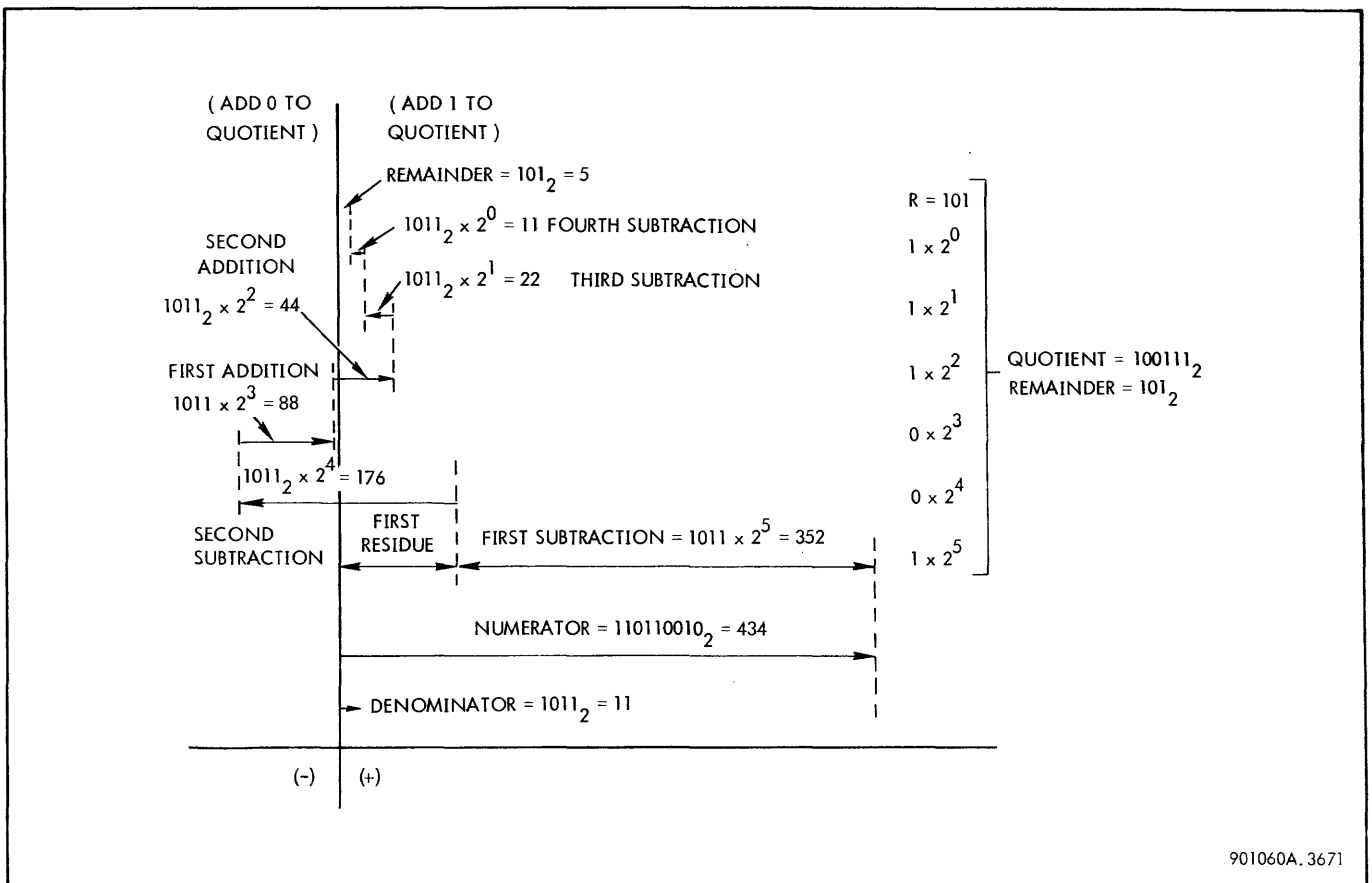 ( ADD 0 TO
QUOTIENT )
( ADD 1 TO
QUOTIENT )
REMAINDER = 101₂ = 5
1011₂ × 2⁰ = 11 FOURTH SUBTRACTION
SECOND
ADDITION
1011₂ × 2¹ = 22 THIRD SUBTRACTION
1011₂ × 2² = 44
FIRST ADDITION
1011 × 2³ = 88
1011₂ × 2⁴ = 176
SECOND
SUBTRACTION
FIRST
RESIDUE
FIRST SUBTRACTION = 1011 × 2⁵ = 352
NUMERATOR = 110110010₂ = 434
DENOMINATOR = 1011₂ = 11
(-)
(+)
R = 101
1 × 2⁰
1 × 2¹
1 × 2²
0 × 2³
0 × 2⁴
1 × 2⁵
QUOTIENT = 100111₂
REMAINDER = 101₂
901060A.3671